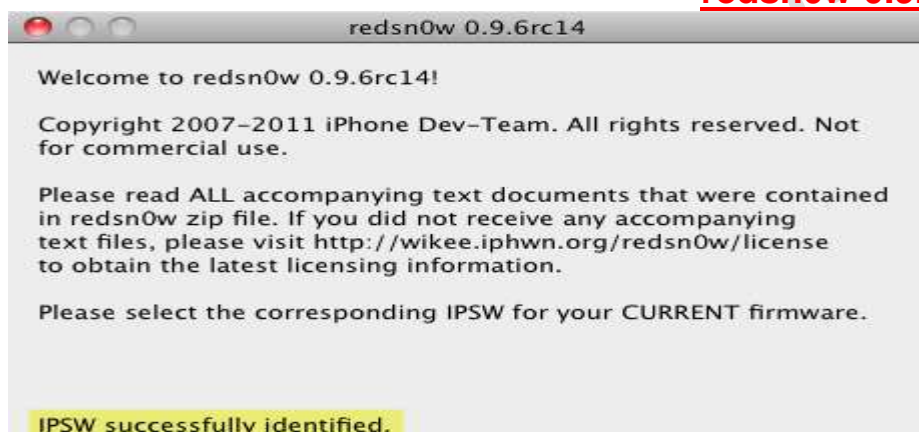 redsn0w 0.9.6rc14
Welcome to redsn0w 0.9.6rc14!
Copyright 2007-2011 iPhone Dev-Team. All rights reserved. Not
for commercial use.
Please read ALL accompanying text documents that were contained
in redsn0w zip file. If you did not receive any accompanying
text files, please visit http://wikee.iphwn.org/redsn0w/license
to obtain the latest licensing information.
Please select the corresponding IPSW for your CURRENT firmware.
IPSW successfully identified.